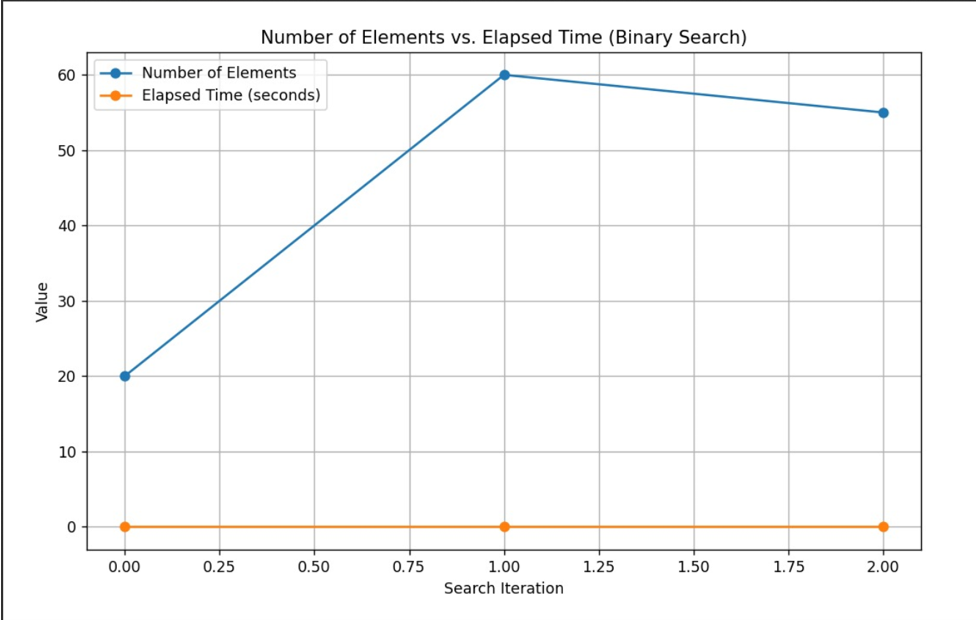 Number of Elements vs. Elapsed Time (Binary Search)
Number of Elements
Elapsed Time (seconds)
60
50
40
30
20
10
0
Value
0.00 0.25 0.50 0.75 1.00 1.25 1.50 1.75 2.00
Search Iteration